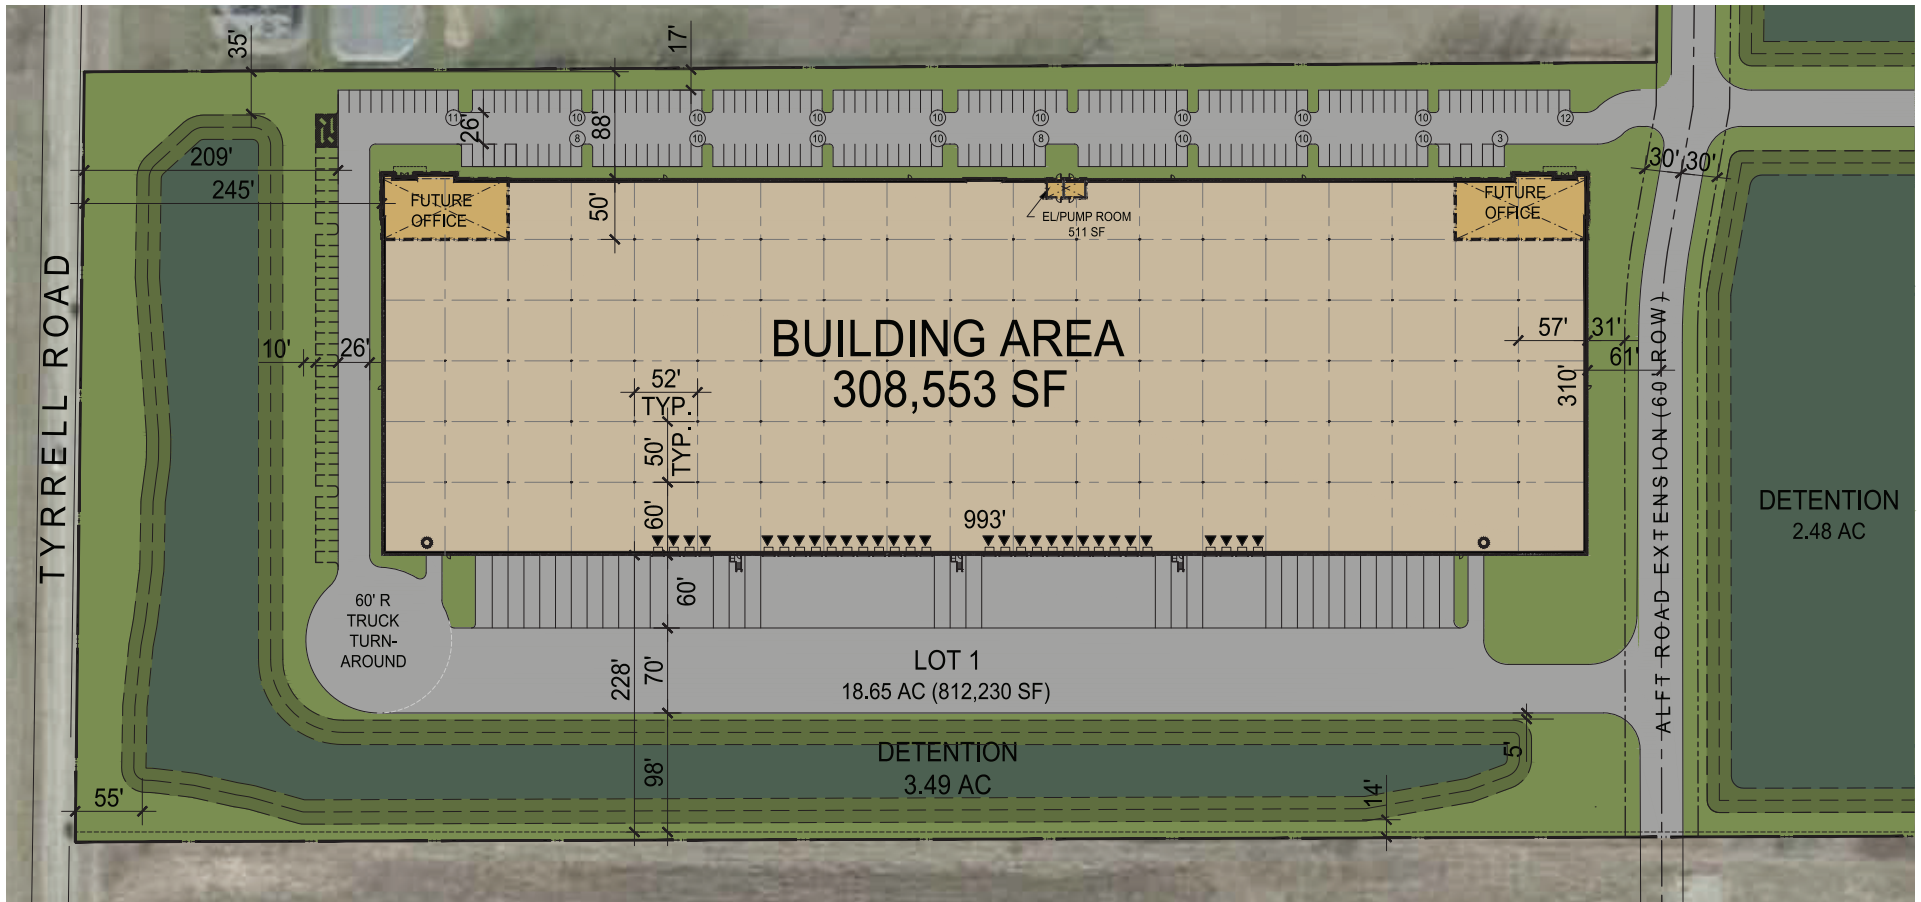 35'
17'
11
10
10
10
10
10
10
10
12
26'
88'
8
10
10
8
10
10
10
3
209'
245'
30'
30'
FUTURE
OFFICE
50'
EL/PUMP ROOM
511 SF
FUTURE
OFFICE
TYRRELL ROAD
BUILDING AREA
308,553 SF
10'
26'
57'
31'
61'
310'
52'
TYP.
50'
TYP.
60'
993'
ALFT ROAD EXTENSION (60' ROW)
DETENTION
2.48 AC
60' R
TRUCK
TURN-
AROUND
60'
228'
70'
LOT 1
18.65 AC (812,230 SF)
DETENTION
3.49 AC
98'
5'
55'
14'